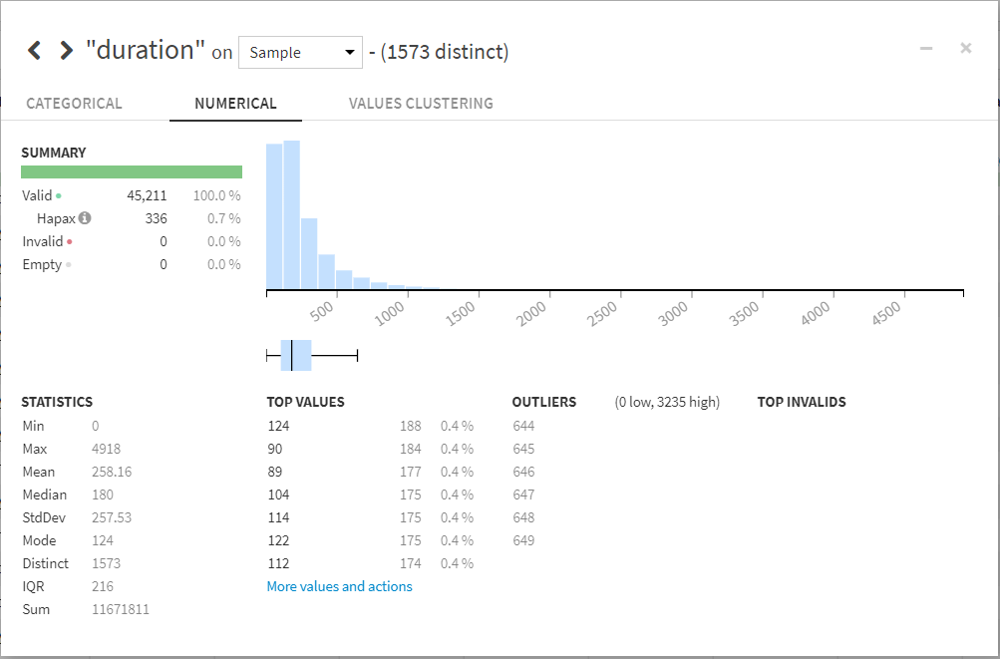 "duration" on Sample - (1573 distinct)
CATEGORICAL NUMERICAL VALUES CLUSTERING
SUMMARY
Valid 45,211 100.0 %
Hapax 336 0.7 %
Invalid 0 0.0 %
Empty 0 0.0 %
500 1000 1500 2000 2500 3000 3500 4000 4500
STATISTICS
Min 0
Max 4918
Mean 258.16
Median 180
StdDev 257.53
Mode 124
Distinct 1573
IQR 216
Sum 11671811
TOP VALUES
124 188 0.4 %
90 184 0.4 %
89 177 0.4 %
104 175 0.4 %
114 175 0.4 %
122 175 0.4 %
112 174 0.4 %
More values and actions
OUTLIERS (0 low, 3235 high)
644
645
646
647
648
649
TOP INVALIDS